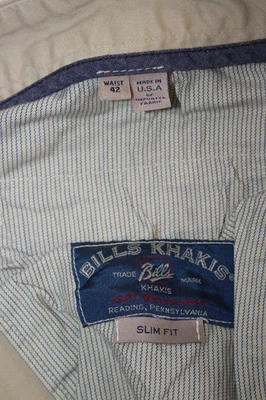 WAIST
42
MADE IN
U.S.A
OF
IMPORTED
FABRIC
BILLS KHAKIS
TRADE Bills MARK
KHAKIS
READING, PENNSYLVANIA
SLIM FIT